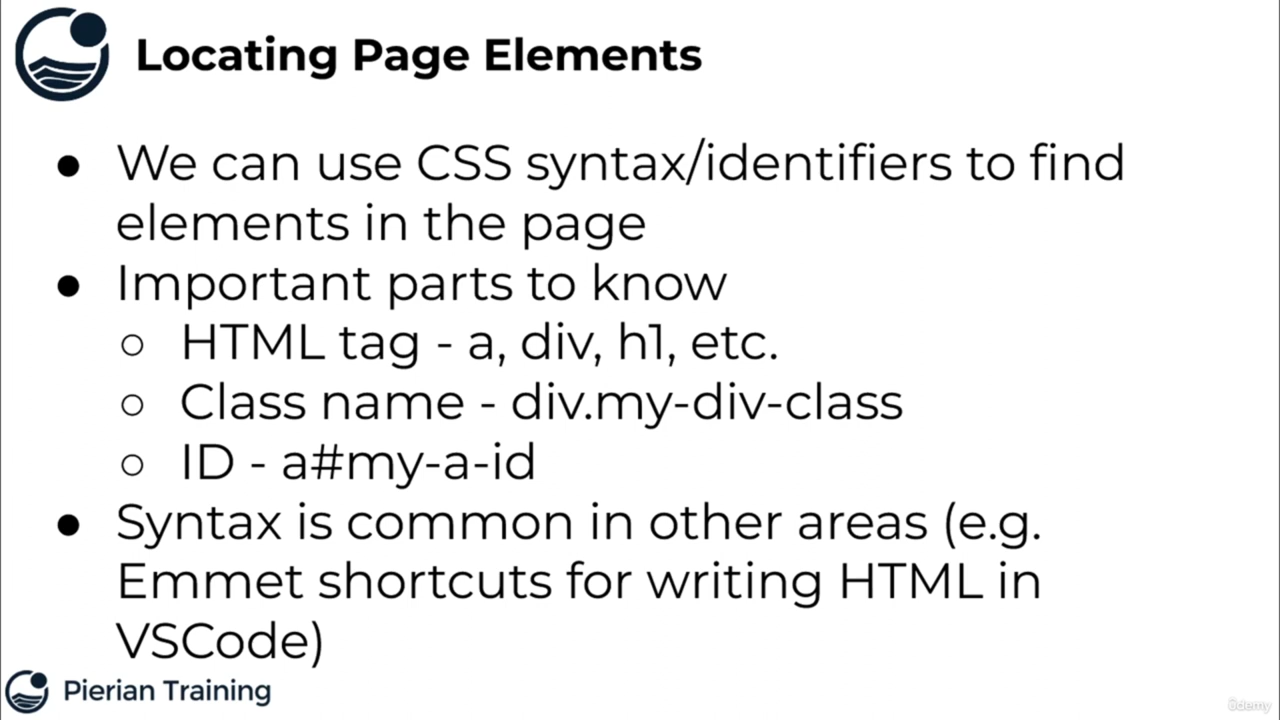 Locating Page Elements
● We can use CSS syntax/identifiers to find
elements in the page
● Important parts to know
○ HTML tag - a, div, h1, etc.
○ Class name - div.my-div-class
○ ID - a#my-a-id
● Syntax is common in other areas (e.g.
Emmet shortcuts for writing HTML in
VSCode)
Pierian Training
ûdemy